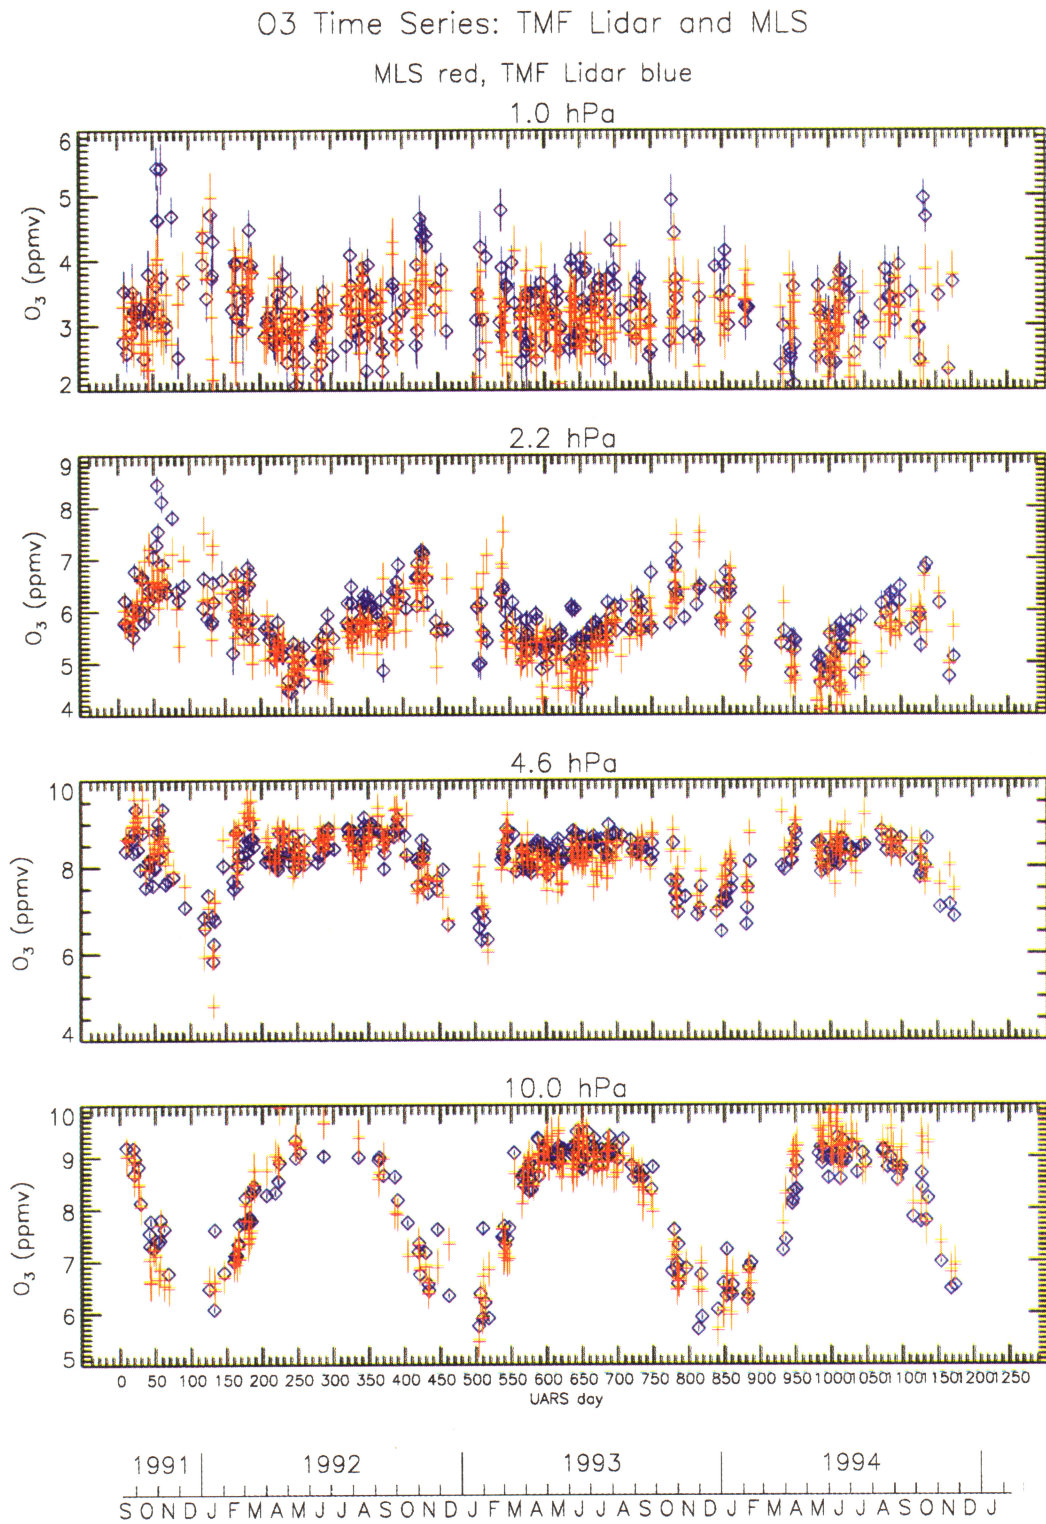 O3 Time Series: TMF Lidar and MLS
MLS red, TMF Lidar blue
1.0 hPa
6
5
4
3
2
O3 (ppmv)
2.2 hPa
9
8
7
6
5
4
O3 (ppmv)
4.6 hPa
10
8
6
4
O3 (ppmv)
10.0 hPa
10
9
8
7
6
5
O3 (ppmv)
0 50 100 150 200 250 300 350 400 450 500 550 600 650 700 750 800 850 900 950 1000 1050 1100 1150 1200 1250
UARS day
1991 1992 1993 1994
S O N D J F M A M J J A S O N D J F M A M J J A S O N D J F M A M J J A S O N D J